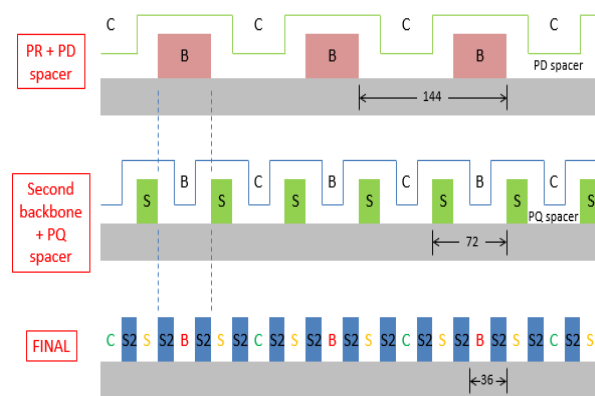 C C C C
PR + PD
spacer
B B B
PD spacer
144
Second
backbone
+ PQ
spacer
C B C B C B C
S S S S S S S
PQ spacer
72
FINAL
C S2 S S2 B S2 S S2 C S2 S S2 B S2 S S2 C S2 S S2 B S2 S S2 C S2 S
36